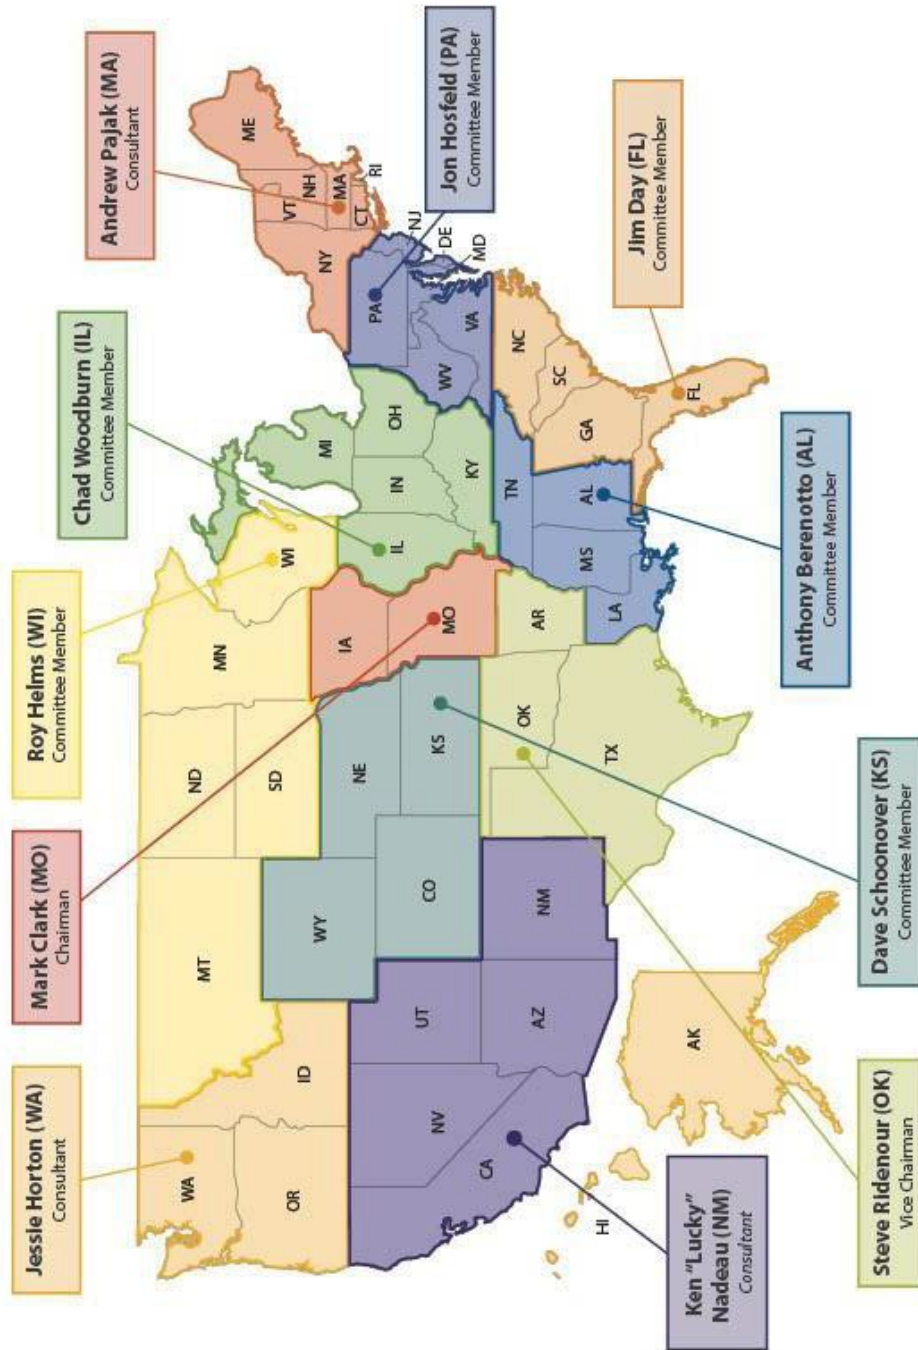 Jessie Horton (WA)
Consultant
Mark Clark (MO)
Chairman
Roy Helms (WI)
Committee Member
Chad Woodburn (IL)
Committee Member
Andrew Pajak (MA)
Consultant
WA
OR
ID
MT
ND
SD
MN
WI
MI
WY
NE
IA
IL
IN
OH
NY
VT
NH
ME
MA
CT
RI
PA
NJ
DE
MD
WV
VA
Jon Hosfeld (PA)
Committee Member
NV
UT
CO
KS
MO
KY
CA
AZ
NM
OK
AR
TN
NC
SC
TX
LA
MS
AL
GA
FL
HI
AK
Ken "Lucky"
Nadeau (NM)
Consultant
Jim Day (FL)
Committee Member
Anthony Berenotto (AL)
Committee Member
Steve Ridenour (OK)
Vice Chairman
Dave Schoonover (KS)
Committee Member